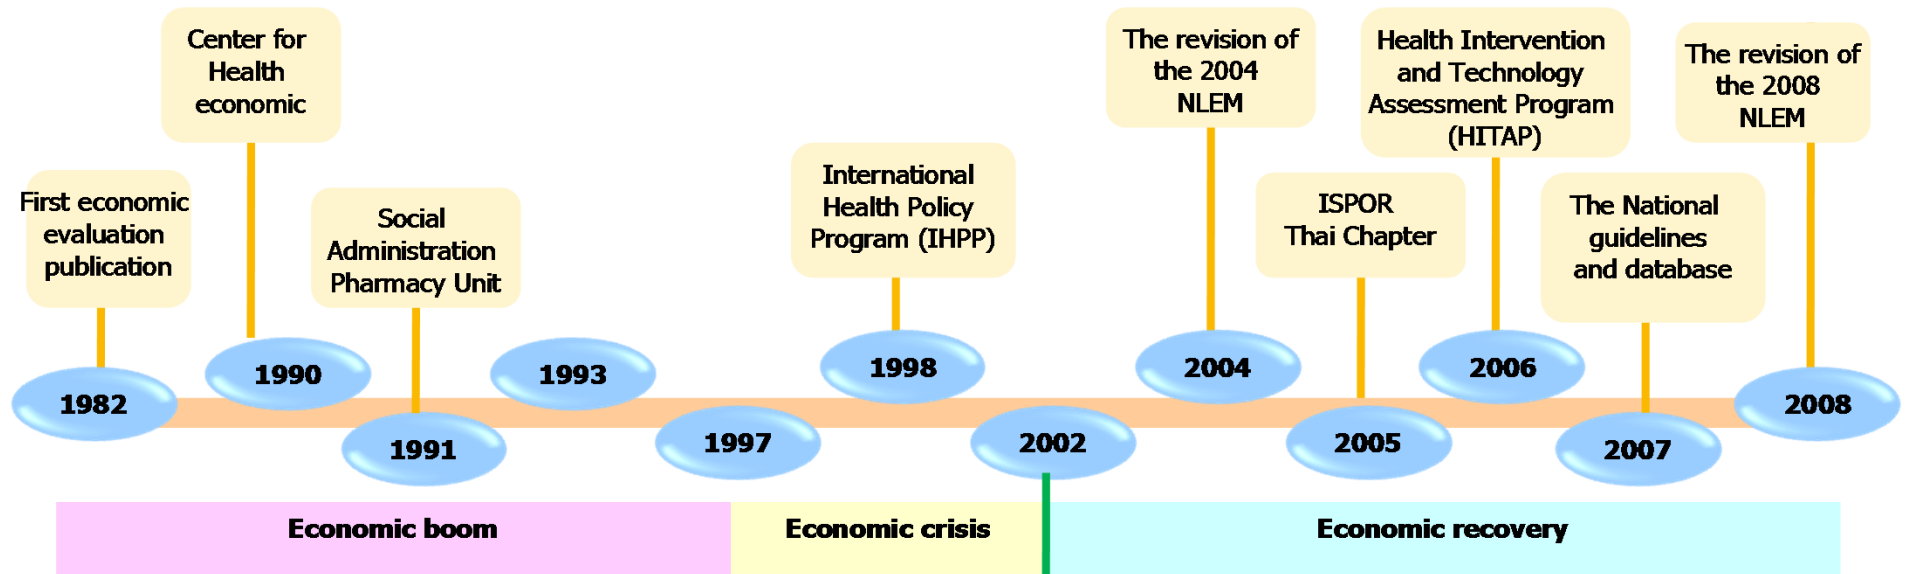 First economic
evaluation
publication
Center for
Health
economic
Social
Administration
Pharmacy Unit
International
Health Policy
Program (IHPP)
The revision of
the 2004
NLEM
ISPOR
Thai Chapter
Health Intervention
and Technology
Assessment Program
(HITAP)
The National
guidelines
and database
The revision of
the 2008
NLEM
1982
1990
1991
1993
1997
1998
2002
2004
2005
2006
2007
2008
Economic boom
Economic crisis
Economic recovery